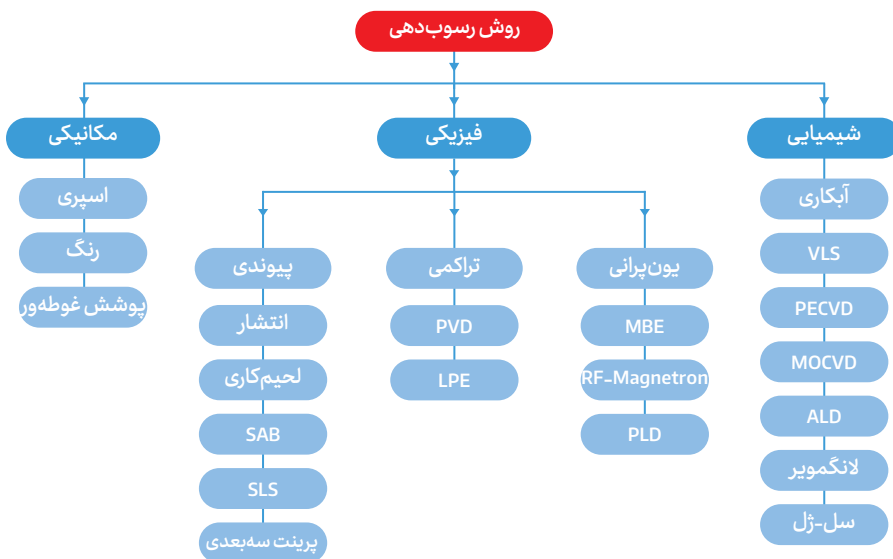 روش رسوب‌دهی
شیمیایی
آبکاری
VLS
PECVD
MOCVD
ALD
لانگمویر
سل-ژل
فیزیکی
یون‌پرانی
MBE
RF-Magnetron
PLD
تراکمی
PVD
LPE
پیوندی
انتشار
لحیم‌کاری
SAB
SLS
پرینت سه‌بعدی
مکانیکی
اسپری
رنگ
پوشش غوطه‌ور